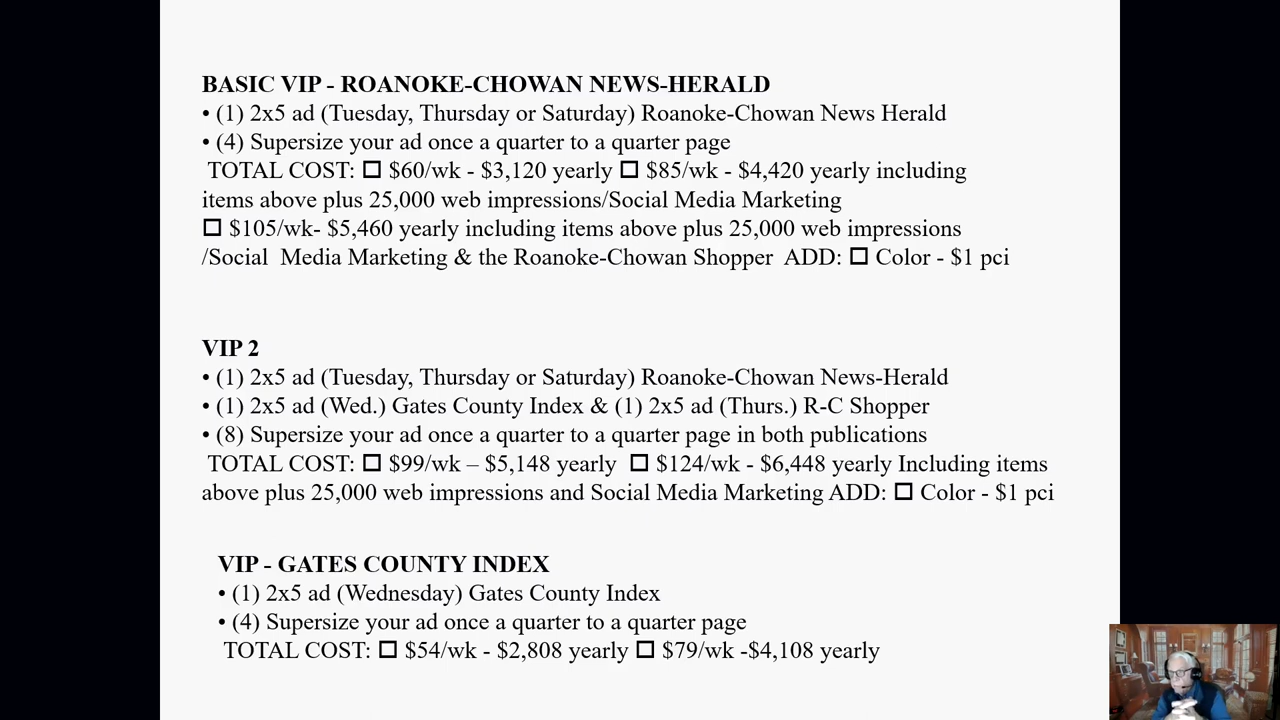 BASIC VIP - ROANOKE-CHOWAN NEWS-HERALD
• (1) 2x5 ad (Tuesday, Thursday or Saturday) Roanoke-Chowan News Herald
• (4) Supersize your ad once a quarter to a quarter page
TOTAL COST: ☐ $60/wk - $3,120 yearly ☐ $85/wk - $4,420 yearly including
items above plus 25,000 web impressions/Social Media Marketing
☐ $105/wk- $5,460 yearly including items above plus 25,000 web impressions
/Social  Media Marketing & the Roanoke-Chowan Shopper  ADD: ☐ Color - $1 pci
VIP 2
• (1) 2x5 ad (Tuesday, Thursday or Saturday) Roanoke-Chowan News-Herald
• (1) 2x5 ad (Wed.) Gates County Index & (1) 2x5 ad (Thurs.) R-C Shopper
• (8) Supersize your ad once a quarter to a quarter page in both publications
TOTAL COST: ☐ $99/wk – $5,148 yearly  ☐ $124/wk - $6,448 yearly Including items
above plus 25,000 web impressions and Social Media Marketing ADD: ☐ Color - $1 pci
VIP - GATES COUNTY INDEX
• (1) 2x5 ad (Wednesday) Gates County Index
• (4) Supersize your ad once a quarter to a quarter page
TOTAL COST: ☐ $54/wk - $2,808 yearly ☐ $79/wk -$4,108 yearly